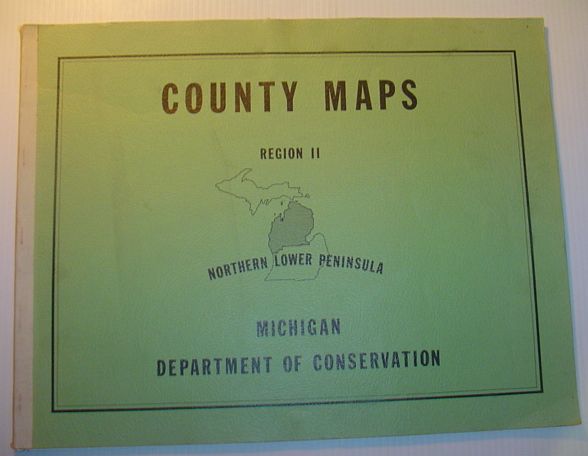 COUNTY MAPS
REGION II
NORTHERN LOWER PENINSULA
MICHIGAN
DEPARTMENT OF CONSERVATION